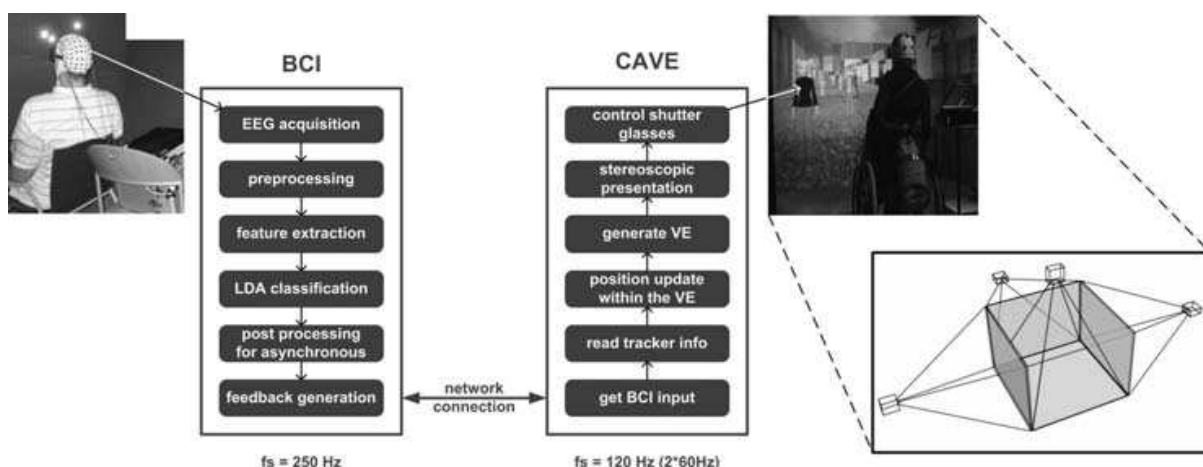 BCI
EEG acquisition
preprocessing
feature extraction
LDA classification
post processing
for asynchronous
feedback generation
fs = 250 Hz
network
connection
CAVE
control shutter
glasses
stereoscopic
presentation
generate VE
position update
within the VE
read tracker info
get BCI input
fs = 120 Hz (2*60Hz)